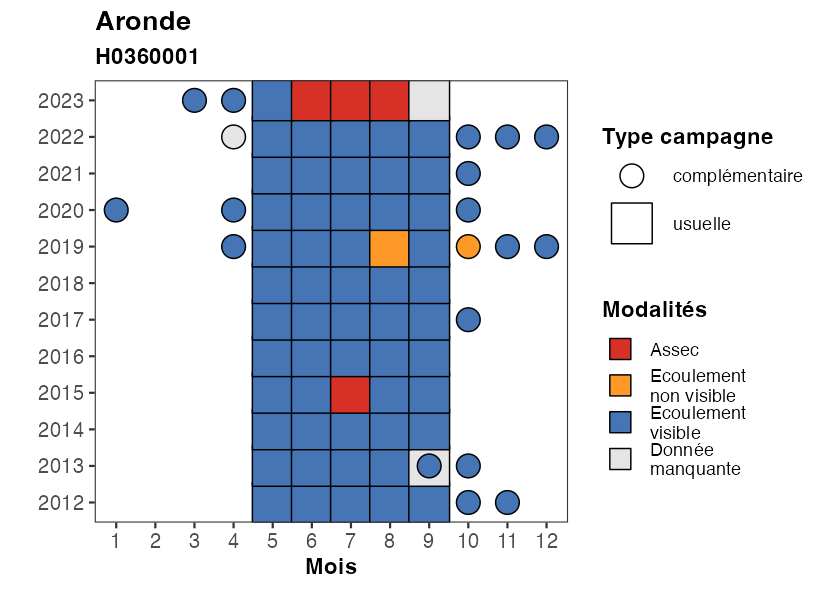 Aronde
H0360001
2023
2022
2021
2020
2019
2018
2017
2016
2015
2014
2013
2012
1 2 3 4 5 6 7 8 9 10 11 12
Mois
Type campagne
complémentaire
usuelle
Modalités
Assec
Ecoulement
non visible
Ecoulement
visible
Donnée
manquante